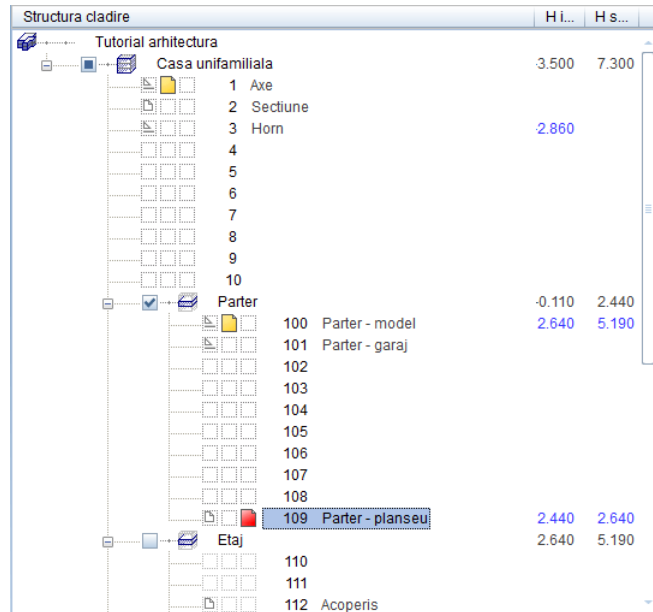 Structura cladire H i... H s...
Tutorial arhitectura
Casa unifamiliala -3.500 7.300
1 Axe
2 Sectiune
3 Horn -2.860
4
5
6
7
8
9
10
Parter -0.110 2.440
100 Parter - model 2.640 5.190
101 Parter - garaj
102
103
104
105
106
107
108
109 Parter - planseu 2.440 2.640
Etaj 2.640 5.190
110
111
112 Acoperis